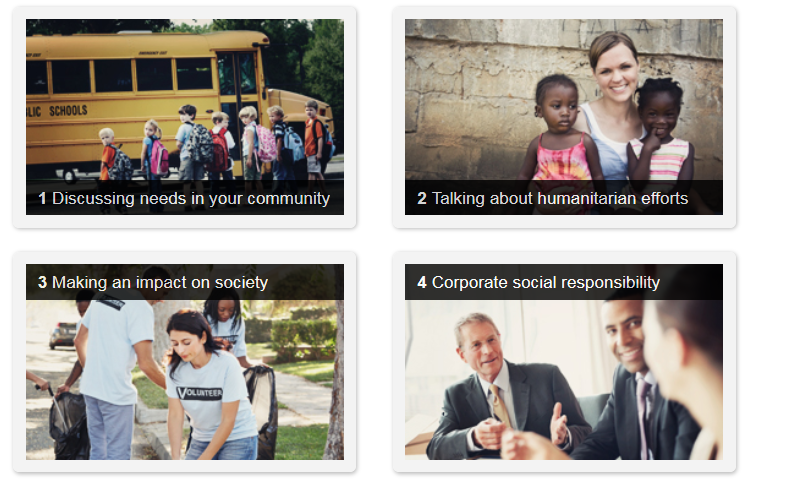 LIC SCHOOLS
1 Discussing needs in your community
2 Talking about humanitarian efforts
3 Making an impact on society
VOLUNTEER
4 Corporate social responsibility